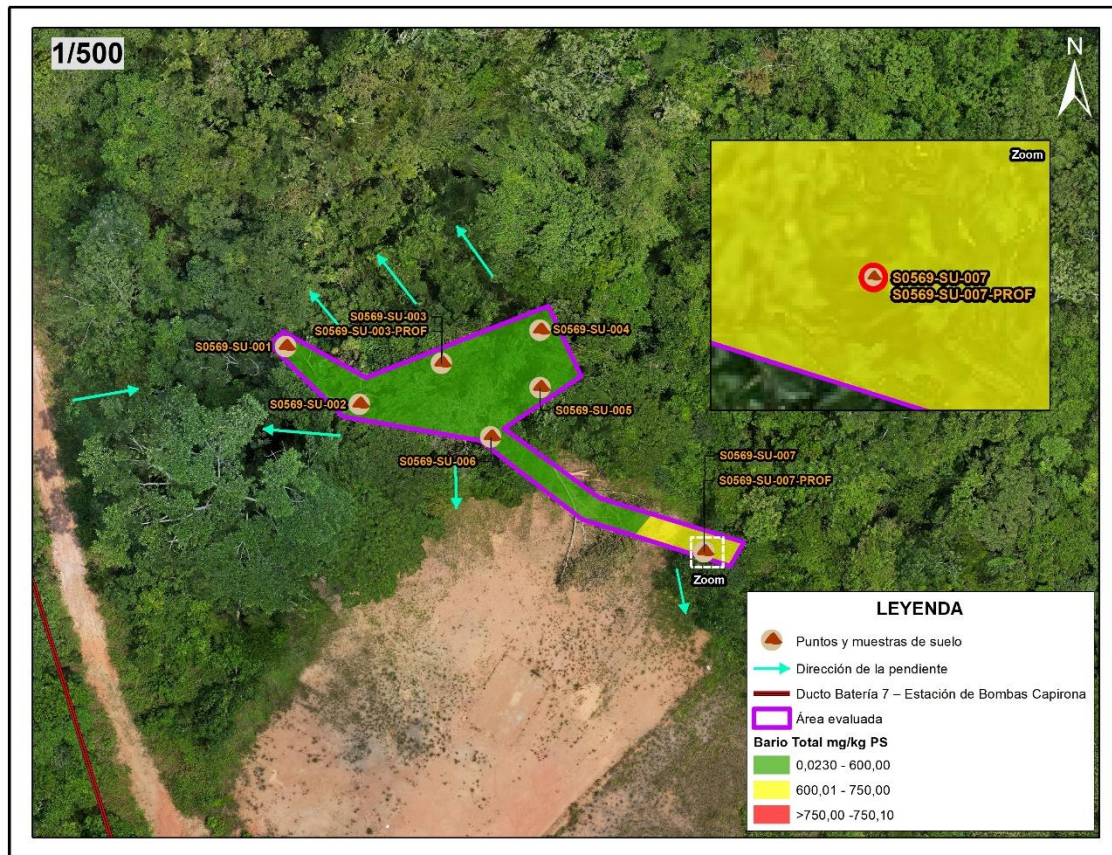 1/500
N
Zoom
S0569-SU-007
S0569-SU-007-PROF
S0569-SU-003
S0569-SU-003-PROF
S0569-SU-004
S0569-SU-001
S0569-SU-002
S0569-SU-005
S0569-SU-006
S0569-SU-007
S0569-SU-007-PROF
Zoom
LEYENDA
Puntos y muestras de suelo
Dirección de la pendiente
Ducto Batería 7 – Estación de Bombas Capirona
Área evaluada
Bario Total mg/kg PS
0,0230 - 600,00
600,01 - 750,00
>750,00 -750,10